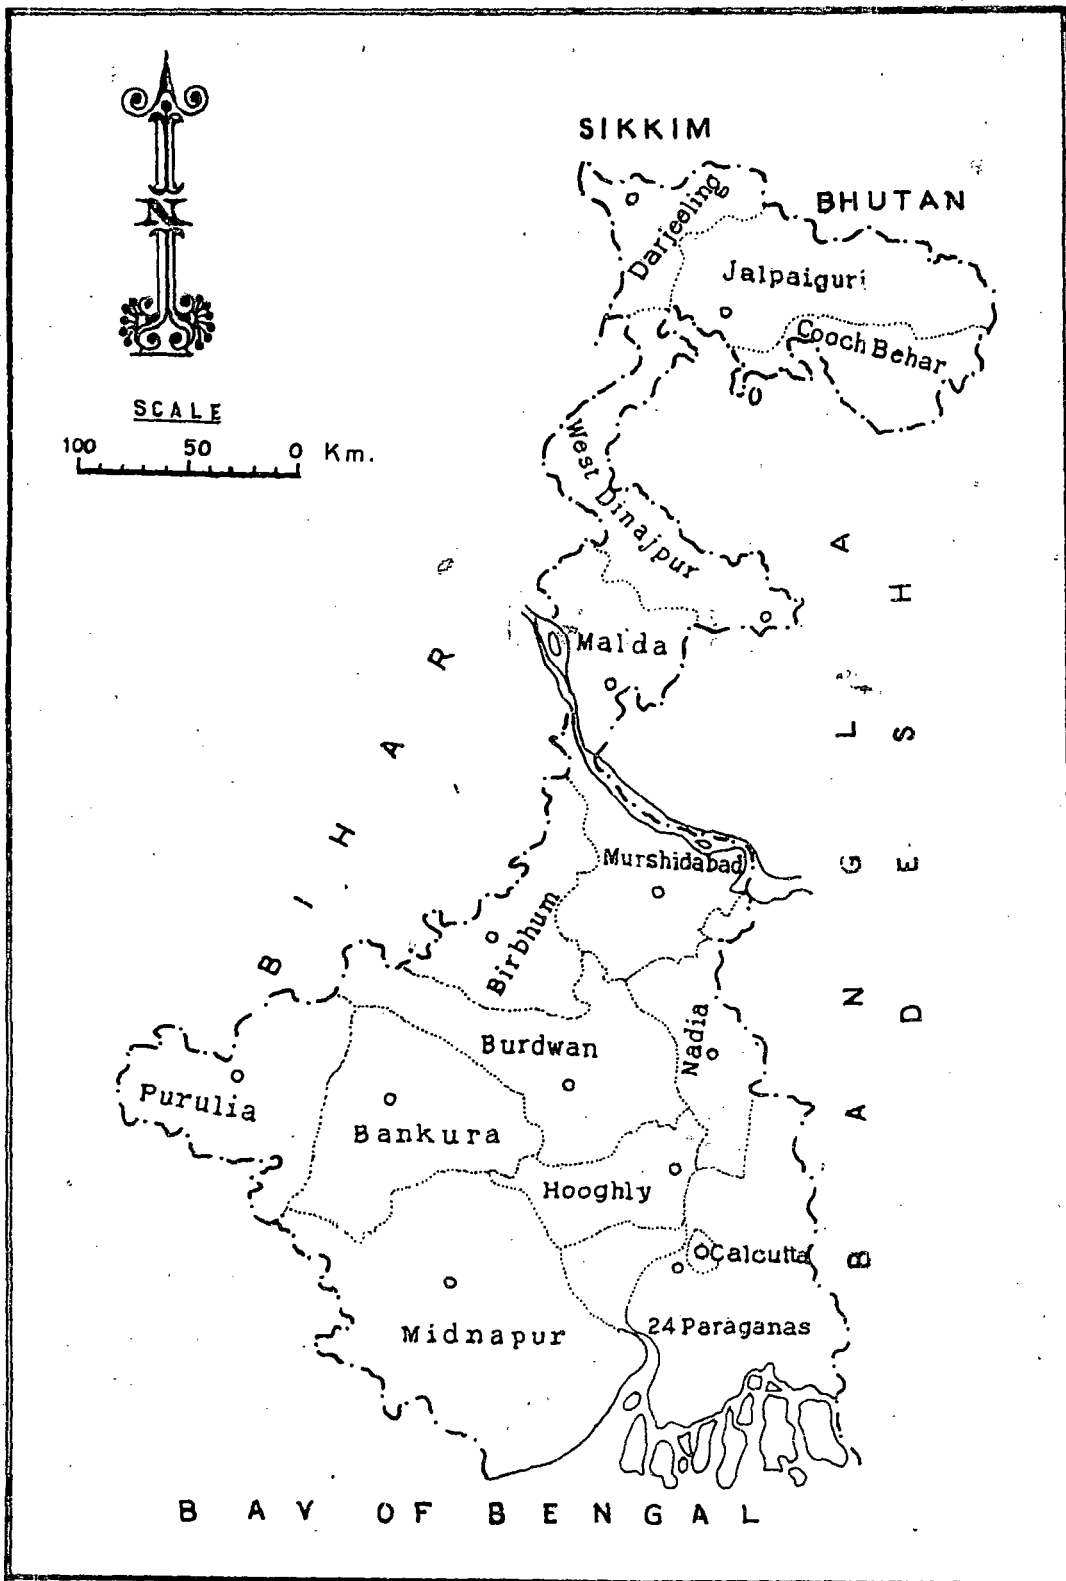 SIKKIM
BHUTAN
N
Darjeeling
Jalpaiguri
Cooch Behar
SCALE
100 50 0 Km.
West Dinajpur
Malda
BIHAR
BANGLADESH
Murshidabad
Birbhum
Nadia
Burdwan
Purulia
Bankura
Hooghly
Calcutta
24 Paraganas
Midnapur
BAY OF BENGAL